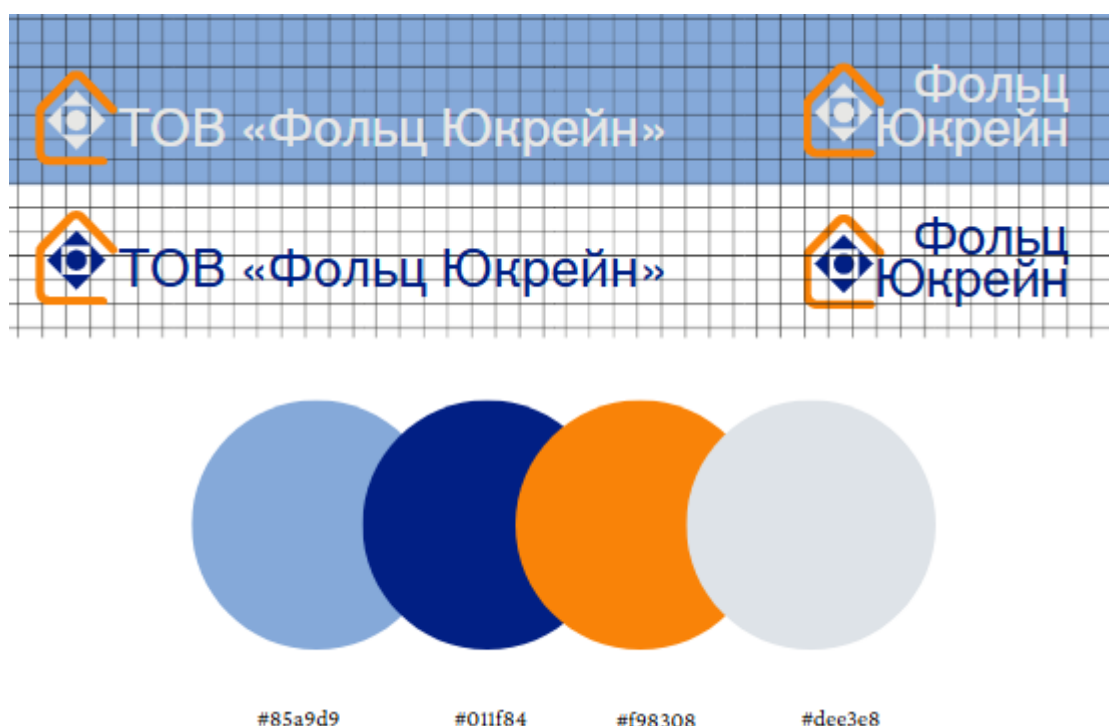 ТОВ «Фольц Юкрейн»
Фольц
Юкрейн
ТОВ «Фольц Юкрейн»
Фольц
Юкрейн
#85a9d9 #011f84 #f98308 #dee3e8